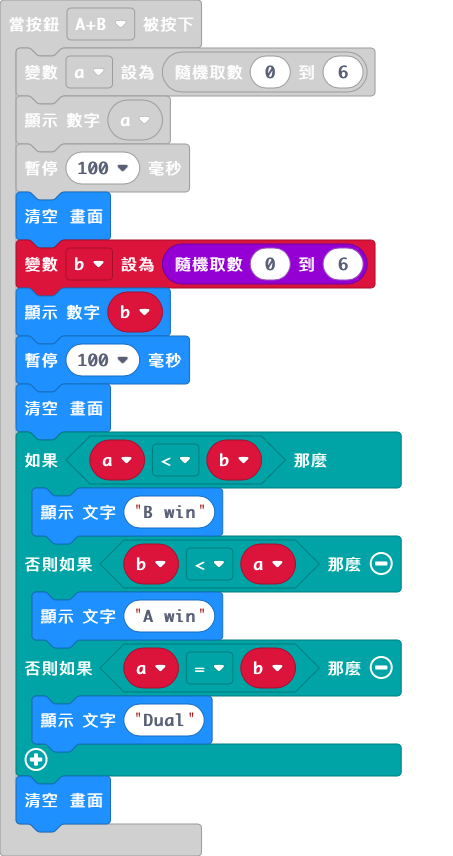 當按鈕 A+B 被按下
變數 a 設為 隨機取數 0 到 6
顯示 數字 a
暫停 100 毫秒
清空 畫面
變數 b 設為 隨機取數 0 到 6
顯示 數字 b
暫停 100 毫秒
清空 畫面
如果 a < b 那麼
顯示 文字 "B win"
否則如果 b < a 那麼
顯示 文字 "A win"
否則如果 a = b 那麼
顯示 文字 "Dual"
清空 畫面